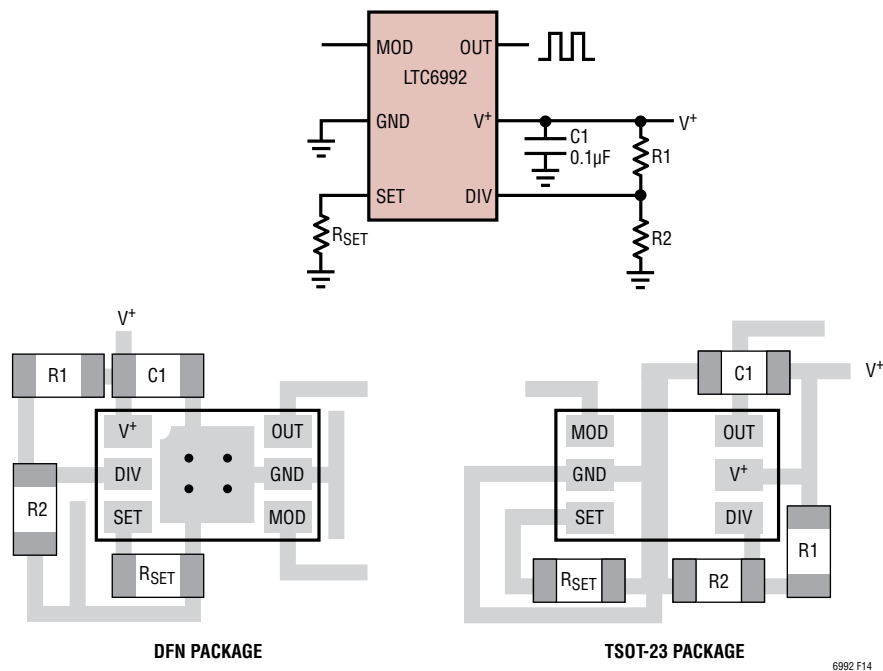 MOD
OUT
LTC6992
GND
V+
C1
0.1µF
V+
R1
SET
DIV
RSET
R2
V+
R1
C1
V+
OUT
DIV
GND
SET
MOD
R2
RSET
DFN PACKAGE
C1
V+
MOD
OUT
GND
V+
SET
DIV
R1
RSET
R2
TSOT-23 PACKAGE
6992 F14